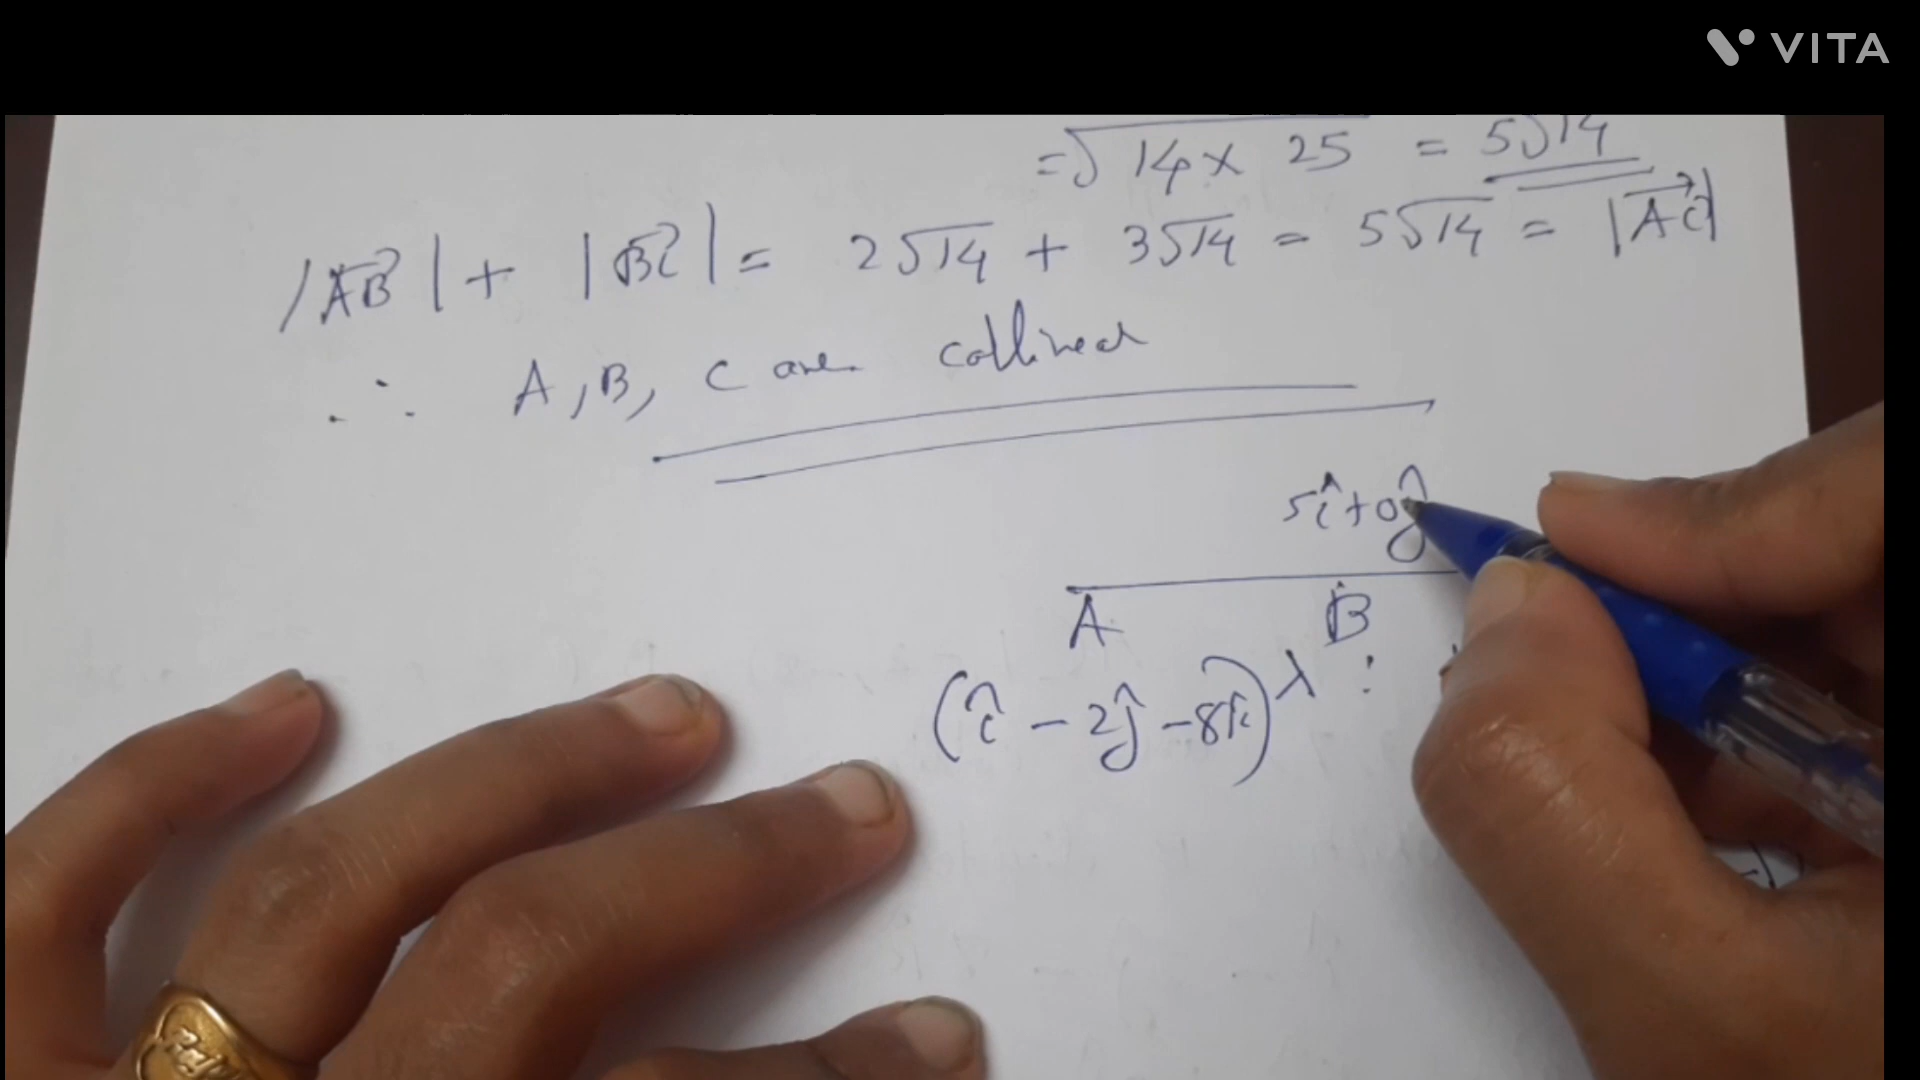 VITA
= √14 × 25 = 5√14
|AB⃗| + |BC⃗| = 2√14 + 3√14 = 5√14 = |AC⃗|
∴ A, B, C are collinear
5î + 0ĵ
A B
(î − 2ĵ − 8k̂) λ :